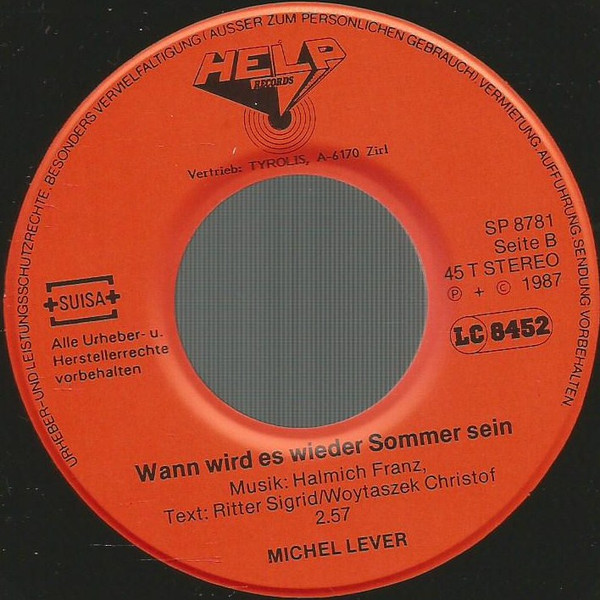 URHEBER-UND LEISTUNGSSCHUTZRECHTE. BESONDERS VERVIELFÄLTIGUNG (AUSSER ZUM PERSÖNLICHEN GEBRAUCH) VERMIETUNG AUFFÜHRUNG SENDUNG VORBEHALTEN
HELP
RECORDS
Vertrieb: TYROLIS, A-6170 Zirl
SP 8781
Seite B
45 T STEREO
℗ + © 1987
LC 8452
+SUISA+
Alle Urheber- u.
Herstellerrechte
vorbehalten
Wann wird es wieder Sommer sein
Musik: Halmich Franz,
Text: Ritter Sigrid/Woytaszek Christof
2.57
MICHEL LEVER